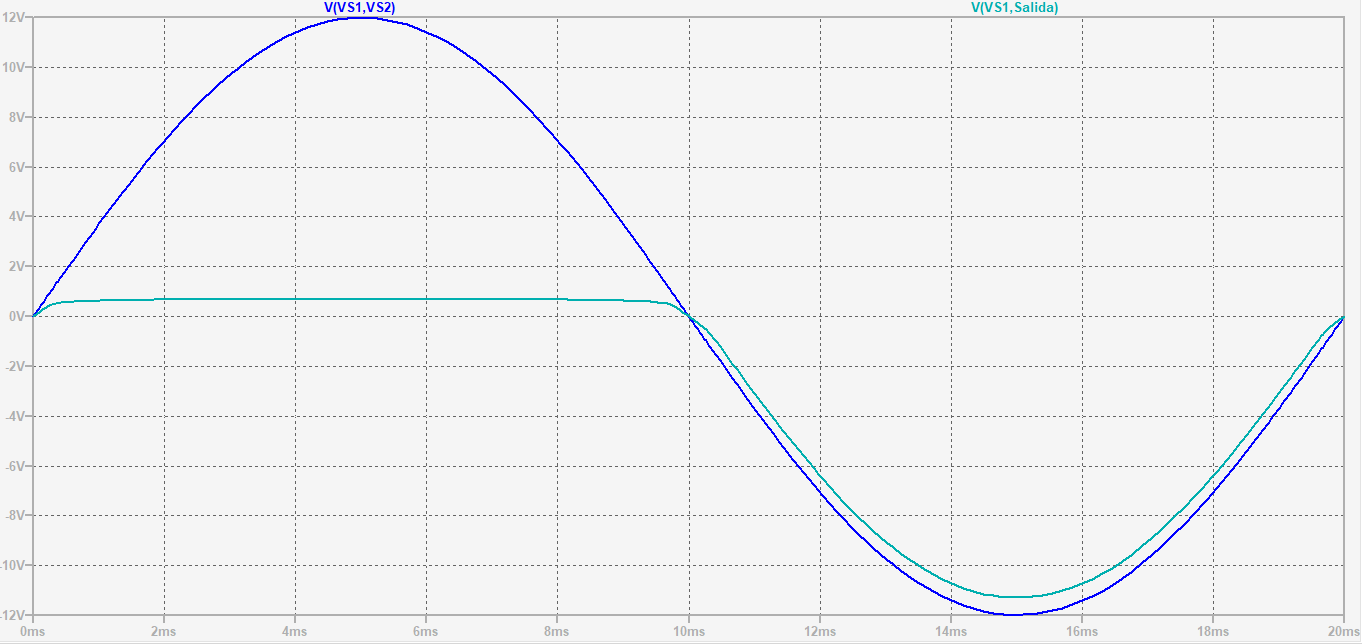 V(VS1,VS2) V(VS1,Salida)
12V
10V
8V
6V
4V
2V
0V
-2V
-4V
-6V
-8V
-10V
-12V
0ms 2ms 4ms 6ms 8ms 10ms 12ms 14ms 16ms 18ms 20ms